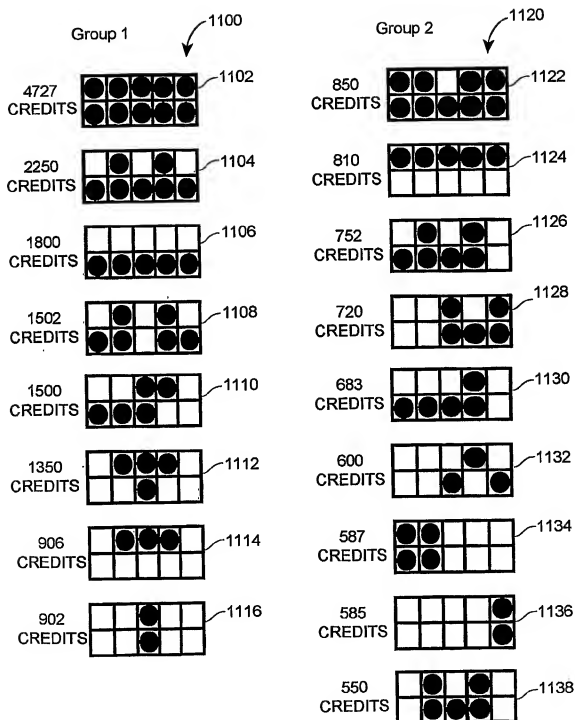 Group 1
1100
4727
CREDITS
1102
2250
CREDITS
1104
1800
CREDITS
1106
1502
CREDITS
1108
1500
CREDITS
1110
1350
CREDITS
1112
906
CREDITS
1114
902
CREDITS
1116
Group 2
1120
850
CREDITS
1122
810
CREDITS
1124
752
CREDITS
1126
720
CREDITS
1128
683
CREDITS
1130
600
CREDITS
1132
587
CREDITS
1134
585
CREDITS
1136
550
CREDITS
1138